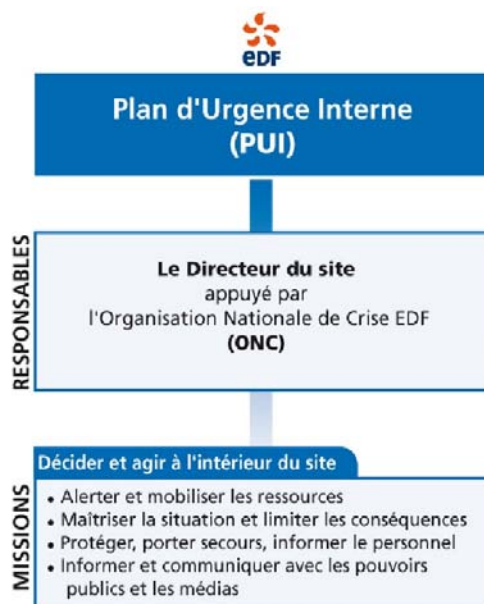 eDF
Plan d'Urgence Interne
(PUI)
RESPONSABLES
Le Directeur du site
appuyé par
l'Organisation Nationale de Crise EDF
(ONC)
MISSIONS
Décider et agir à l'intérieur du site
• Alerter et mobiliser les ressources
• Maîtriser la situation et limiter les conséquences
• Protéger, porter secours, informer le personnel
• Informer et communiquer avec les pouvoirs
publics et les médias